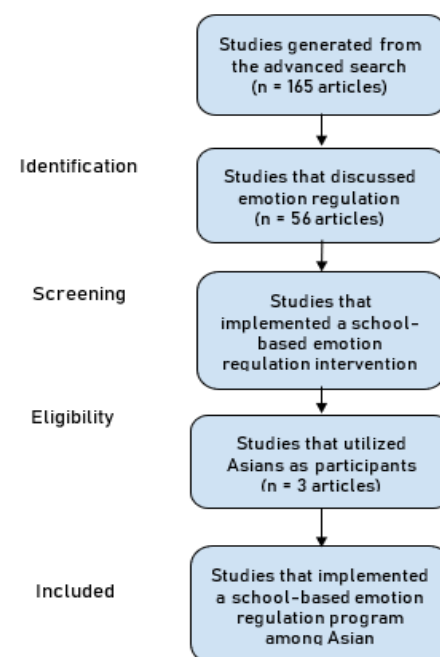 Studies generated from
the advanced search
(n = 165 articles)
Identification
Studies that discussed
emotion regulation
(n = 56 articles)
Screening
Studies that
implemented a school-
based emotion
regulation intervention
Eligibility
Studies that utilized
Asians as participants
(n = 3 articles)
Included
Studies that implemented
a school-based emotion
regulation program
among Asian